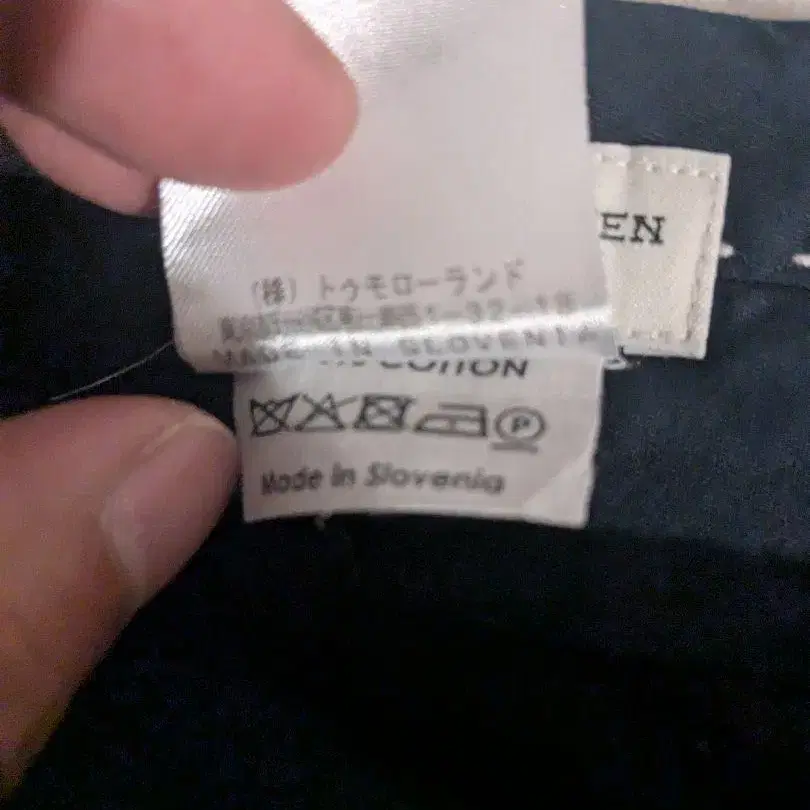 EN
(株) トゥモローランド
MADE IN SLOVENIA
COTTON
P
Made in Slovenia